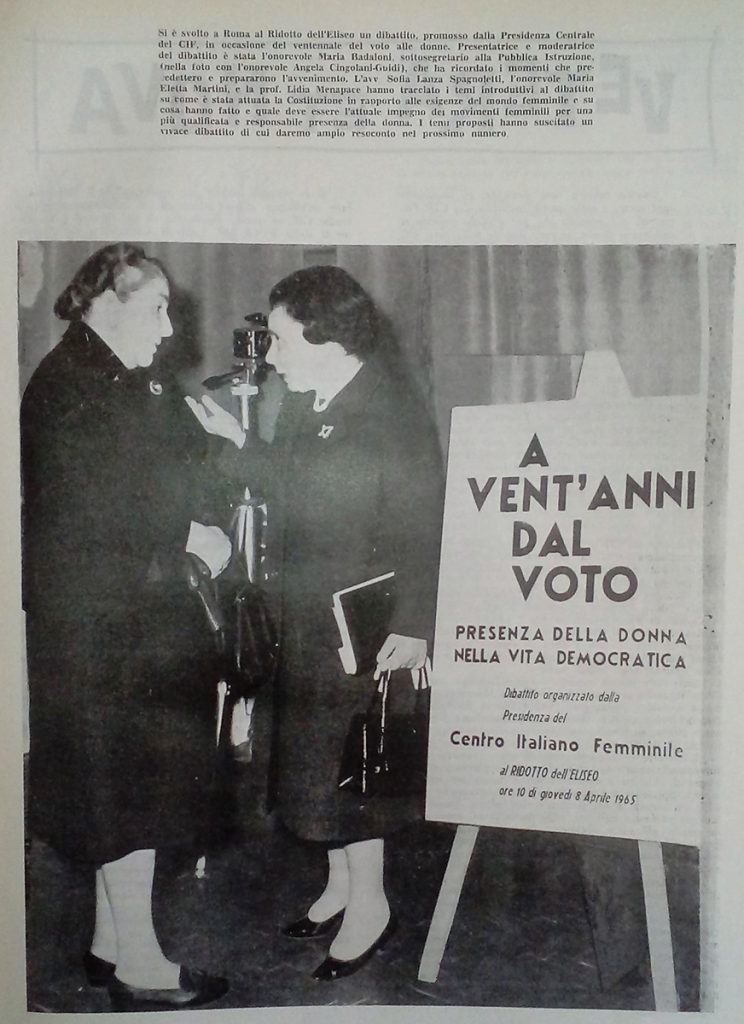 Si è svolto a Roma al Ridotto dell'Eliseo un dibattito, promosso dalla Presidenza Centrale
del CIF, in occasione del ventennale del voto alle donne. Presentatrice e moderatrice
del dibattito è stata l'onorevole Maria Badaloni, sottosegretario alla Pubblica Istruzione,
(nella foto con l'onorevole Angela Cingolani-Guidi), che ha ricordato i momenti che pre-
cedettero e prepararono l'avvenimento. L'avv Sofia Lanza Spagnoletti, l'onorevole Maria
Eletta Martini, e la prof. Lidia Menapace hanno tracciato i temi introduttivi al dibattito
su come è stata attuata la Costituzione in rapporto alle esigenze del mondo femminile e su
cosa hanno fatto e quale deve essere l'attuale impegno dei movimenti femminili per una
più qualificata e responsabile presenza della donna. I temi proposti hanno suscitato un
vivace dibattito di cui daremo ampio resoconto nel prossimo numero
A
VENT'ANNI
DAL
VOTO
PRESENZA DELLA DONNA
NELLA VITA DEMOCRATICA
Dibattito organizzato dalla
Presidenza del
Centro Italiano Femminile
al RIDOTTO dell'ELISEO
ore 10 di giovedì 8 Aprile 1965